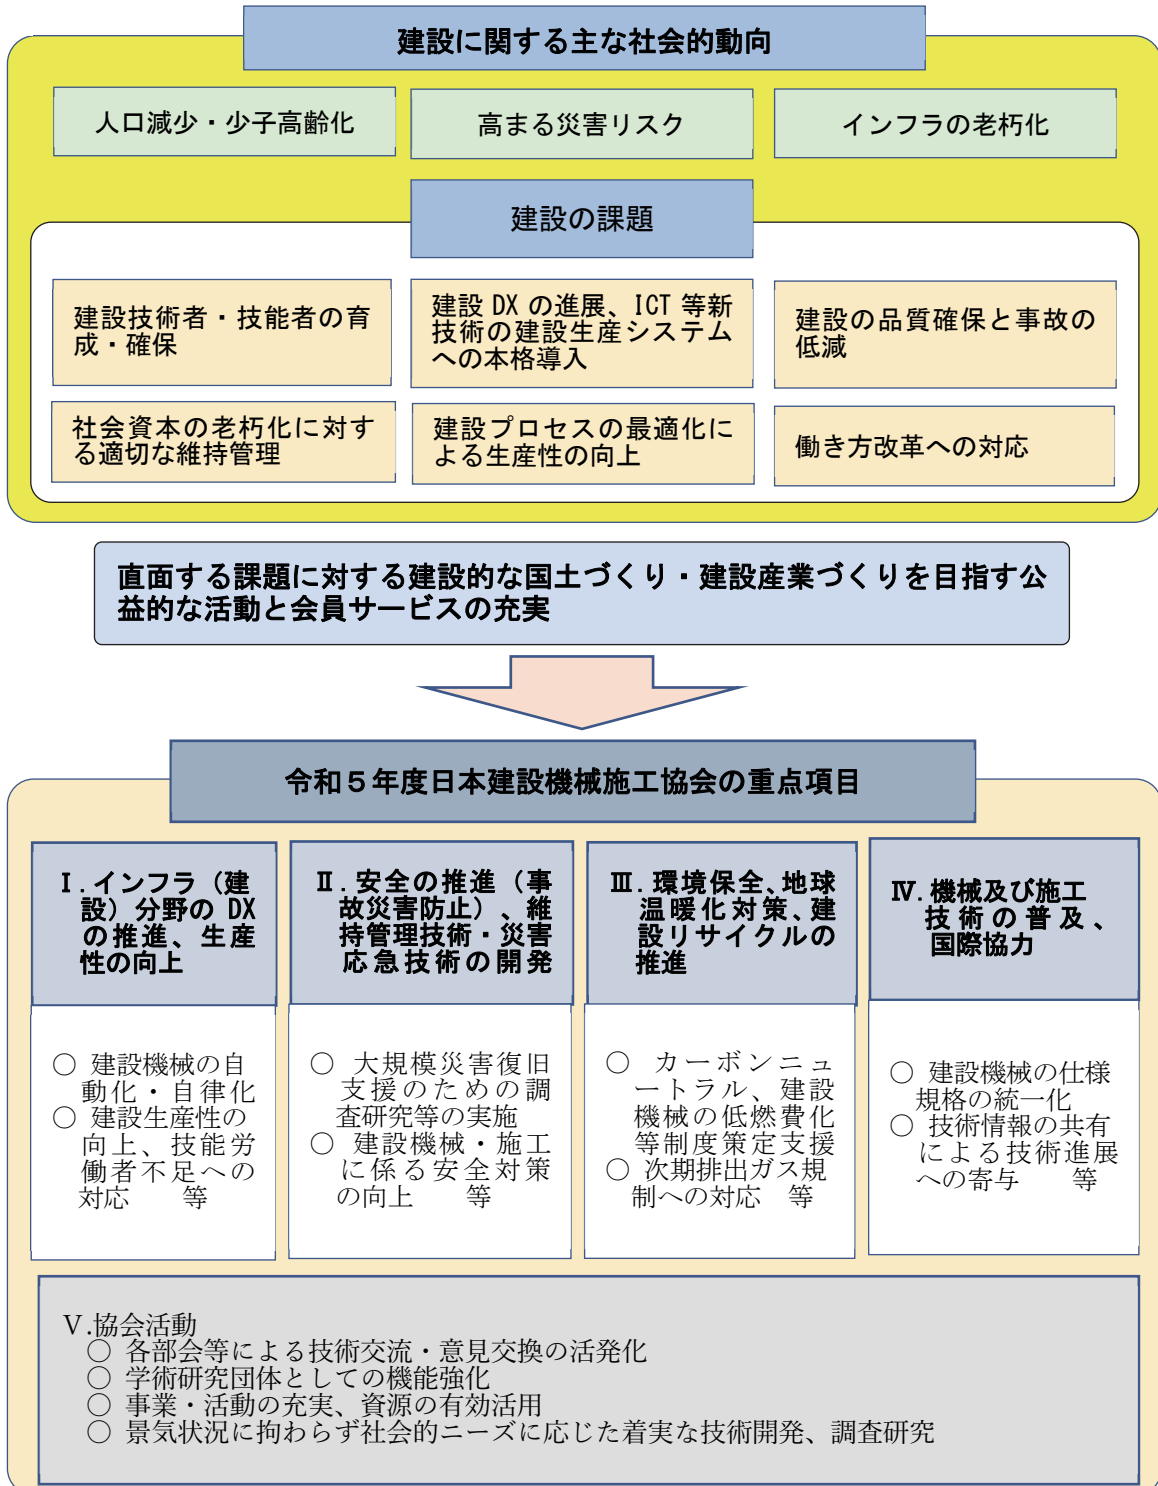 建設に関する主な社会的動向
人口減少・少子高齢化
高まる災害リスク
インフラの老朽化
建設の課題
建設技術者・技能者の育
成・確保
建設 DX の進展、ICT 等新
技術の建設生産システム
への本格導入
建設の品質確保と事故の
低減
社会資本の老朽化に対す
る適切な維持管理
建設プロセスの最適化に
よる生産性の向上
働き方改革への対応
直面する課題に対する建設的な国土づくり・建設産業づくりを目指す公
益的な活動と会員サービスの充実
令和５年度日本建設機械施工協会の重点項目
Ⅰ.インフラ（建
設）分野の DX
の推進、生産
性の向上
○ 建設機械の自
動化・自律化
○ 建設生産性の
向上、技能労
働者不足への
対応　　等
Ⅱ.安全の推進（事
故災害防止）、維
持管理技術・災害
応急技術の開発
○ 大規模災害復旧
支援のための調
査研究等の実施
○ 建設機械・施工
に係る安全対策
の向上　　等
Ⅲ.環境保全、地球
温暖化対策、建
設リサイクルの
推進
○ カーボンニュ
ートラル、建設
機械の低燃費化
等制度策定支援
○ 次期排出ガス規
制への対応　等
Ⅳ.機械及び施工
技術の普及、
国際協力
○ 建設機械の仕様
規格の統一化
○ 技術情報の共有
による技術進展
への寄与　　等
Ⅴ.協会活動
○ 各部会等による技術交流・意見交換の活発化
○ 学術研究団体としての機能強化
○ 事業・活動の充実、資源の有効活用
○ 景気状況に拘わらず社会的ニーズに応じた着実な技術開発、調査研究